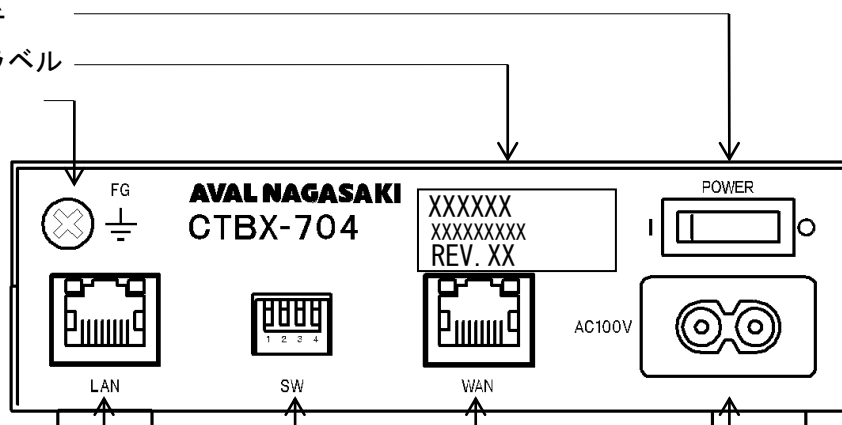 ラベル
FG
AVAL NAGASAKI
CTBX-704
XXXXXX
XXXXXXXXX
REV. XX
POWER
I
O
AC100V
1 2 3 4
LAN
SW
WAN